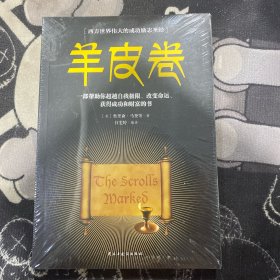 [西方世界伟大的成功励志圣经]
羊皮卷
一部帮助你超越自我极限、改变命运、
获得成功和财富的书
The Scrolls
Marked